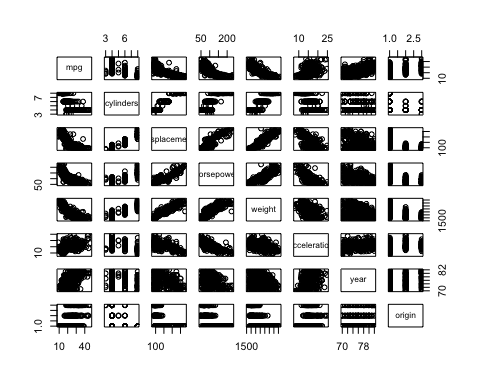 3 6 50 200 10 25 1.0 2.5
mpg 10
7 3 cylinders
splaceme 100
50 orsepowe
weight 1500
10 cceleratio
year 82 70
1.0 origin
10 40 100 1500 70 78